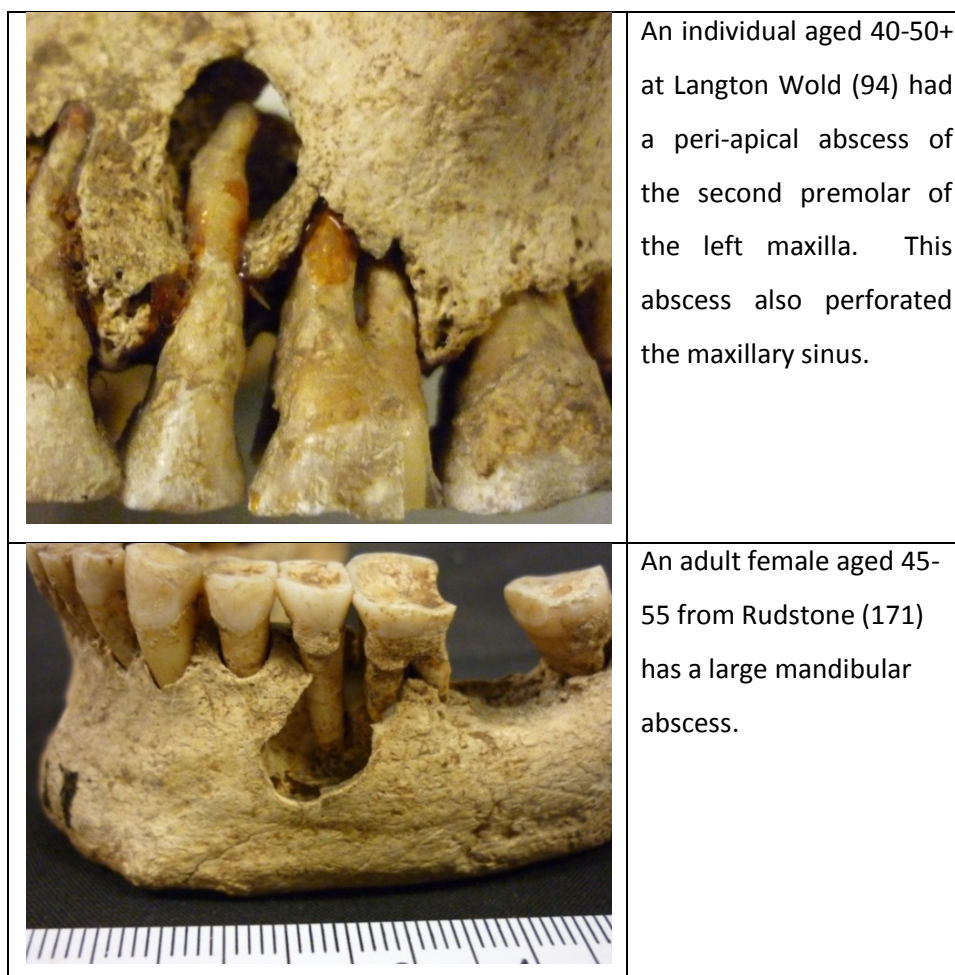 An individual aged 40-50+
at Langton Wold (94) had
a peri-apical abscess of
the second premolar of
the left maxilla. This
abscess also perforated
the maxillary sinus.
An adult female aged 45-
55 from Rudstone (171)
has a large mandibular
abscess.